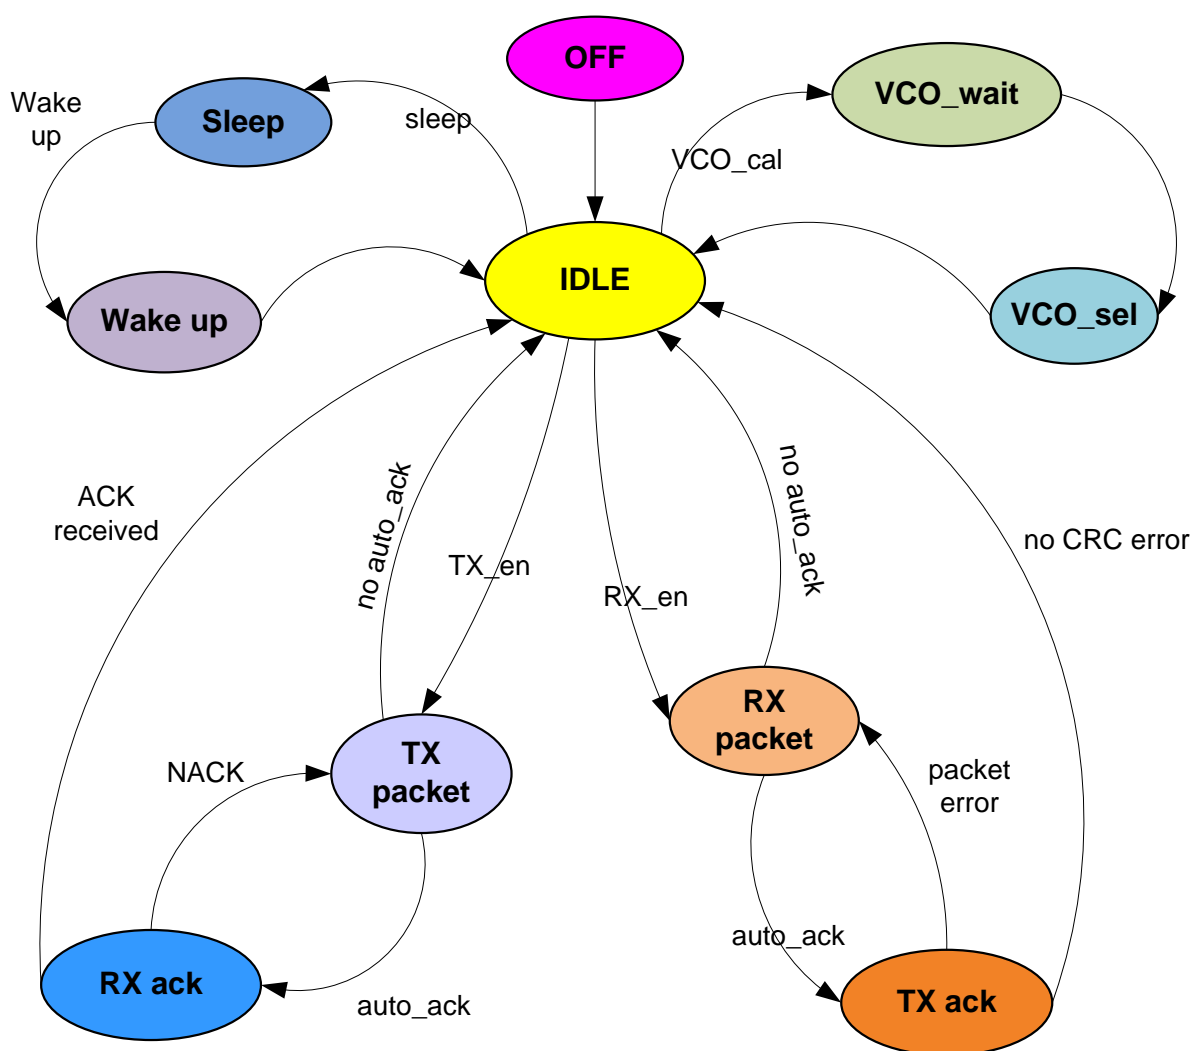 OFF
VCO_wait
Wake
up
Sleep
sleep
VCO_cal
IDLE
Wake up
VCO_sel
ACK
received
no auto_ack
TX_en
RX_en
no auto_ack
no CRC error
RX
packet
TX
packet
NACK
packet
error
auto_ack
RX ack
auto_ack
TX ack